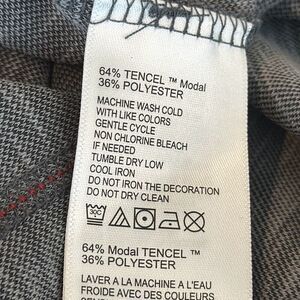 64% TENCEL ™ Modal
36% POLYESTER
MACHINE WASH COLD
WITH LIKE COLORS
GENTLE CYCLE
NON CHLORINE BLEACH
IF NEEDED
TUMBLE DRY LOW
COOL IRON
DO NOT IRON THE DECORATION
DO NOT DRY CLEAN
64% Modal TENCEL ™
36% POLYESTER
LAVER A LA MACHINE A L'EAU
FROIDE AVEC DES COULEURS